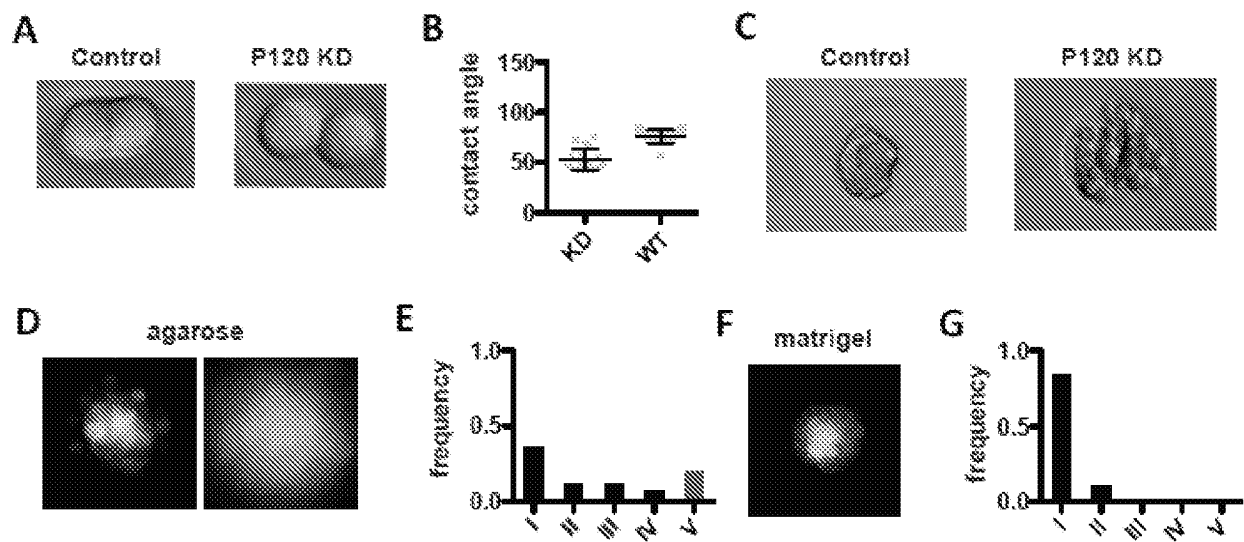 A
Control
P120 KD
B
contact angle
150
100
50
0
KD
WT
C
Control
P120 KD
D
agarose
E
frequency
1.0
0.5
0.0
I
II
III
IV
V
F
matrigel
G
frequency
1.0
0.5
0.0
I
II
III
IV
V